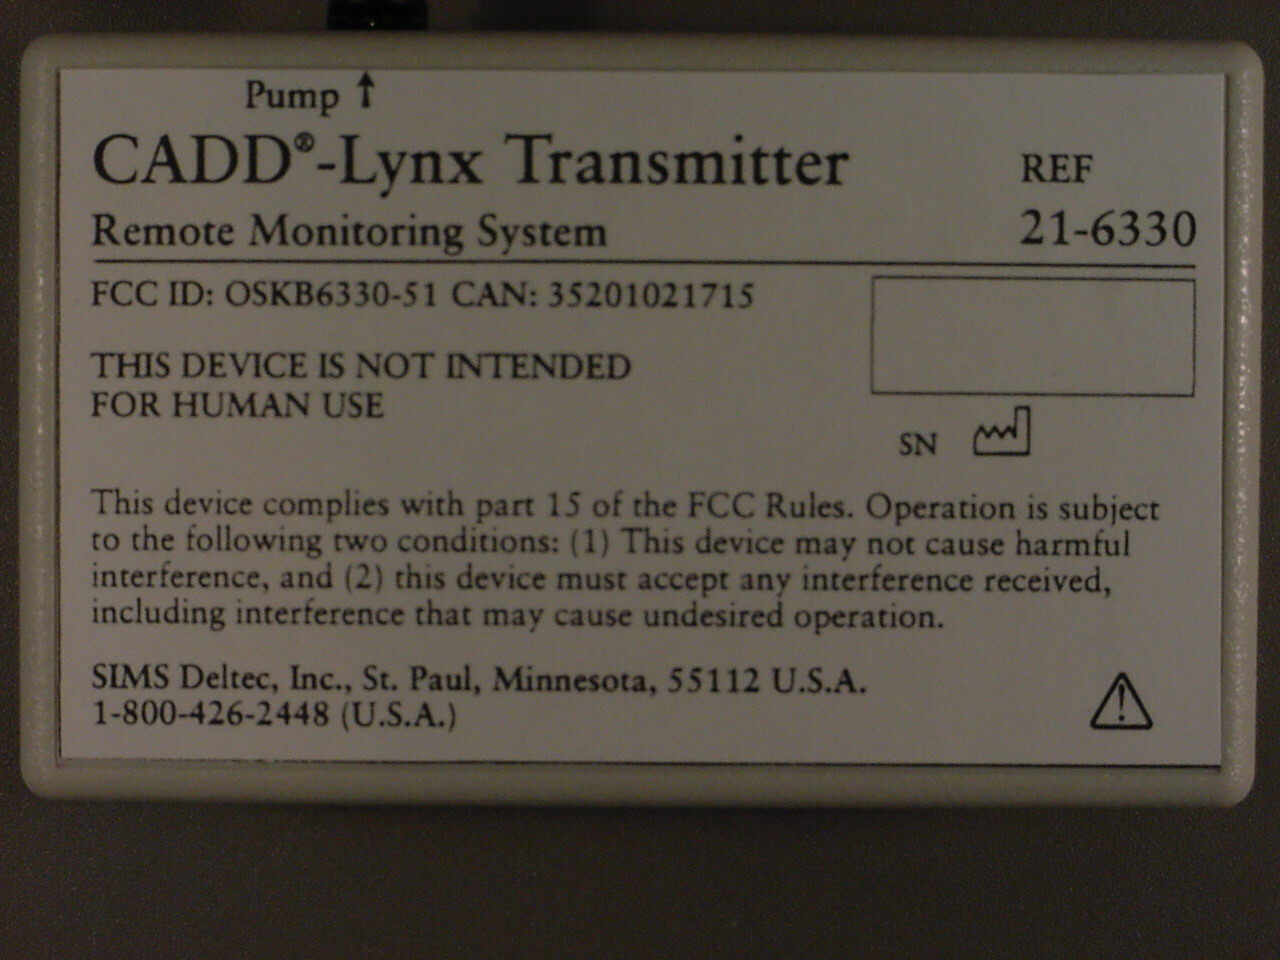 Pump ↑
CADD®-Lynx Transmitter
REF
Remote Monitoring System
21-6330
FCC ID: OSKB6330-51 CAN: 35201021715
THIS DEVICE IS NOT INTENDED
FOR HUMAN USE
SN
This device complies with part 15 of the FCC Rules. Operation is subject
to the following two conditions: (1) This device may not cause harmful
interference, and (2) this device must accept any interference received,
including interference that may cause undesired operation.
SIMS Deltec, Inc., St. Paul, Minnesota, 55112 U.S.A.
1-800-426-2448 (U.S.A.)